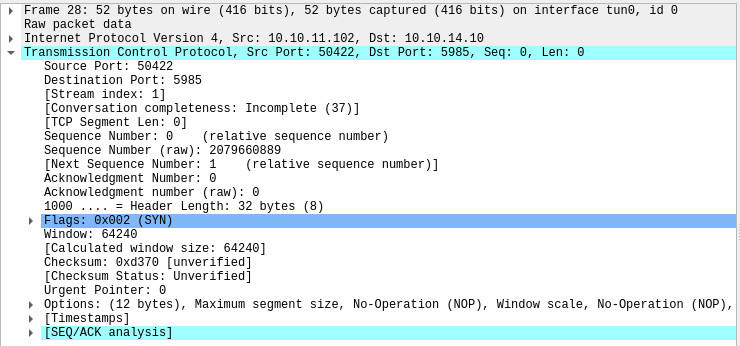 Frame 28: 52 bytes on wire (416 bits), 52 bytes captured (416 bits) on interface tun0, id 0
Raw packet data
Internet Protocol Version 4, Src: 10.10.11.102, Dst: 10.10.14.10
Transmission Control Protocol, Src Port: 50422, Dst Port: 5985, Seq: 0, Len: 0
Source Port: 50422
Destination Port: 5985
[Stream index: 1]
[Conversation completeness: Incomplete (37)]
[TCP Segment Len: 0]
Sequence Number: 0    (relative sequence number)
Sequence Number (raw): 2079660889
[Next Sequence Number: 1    (relative sequence number)]
Acknowledgment Number: 0
Acknowledgment number (raw): 0
1000 .... = Header Length: 32 bytes (8)
Flags: 0x002 (SYN)
Window: 64240
[Calculated window size: 64240]
Checksum: 0xd370 [unverified]
[Checksum Status: Unverified]
Urgent Pointer: 0
Options: (12 bytes), Maximum segment size, No-Operation (NOP), Window scale, No-Operation (NOP),
[Timestamps]
[SEQ/ACK analysis]